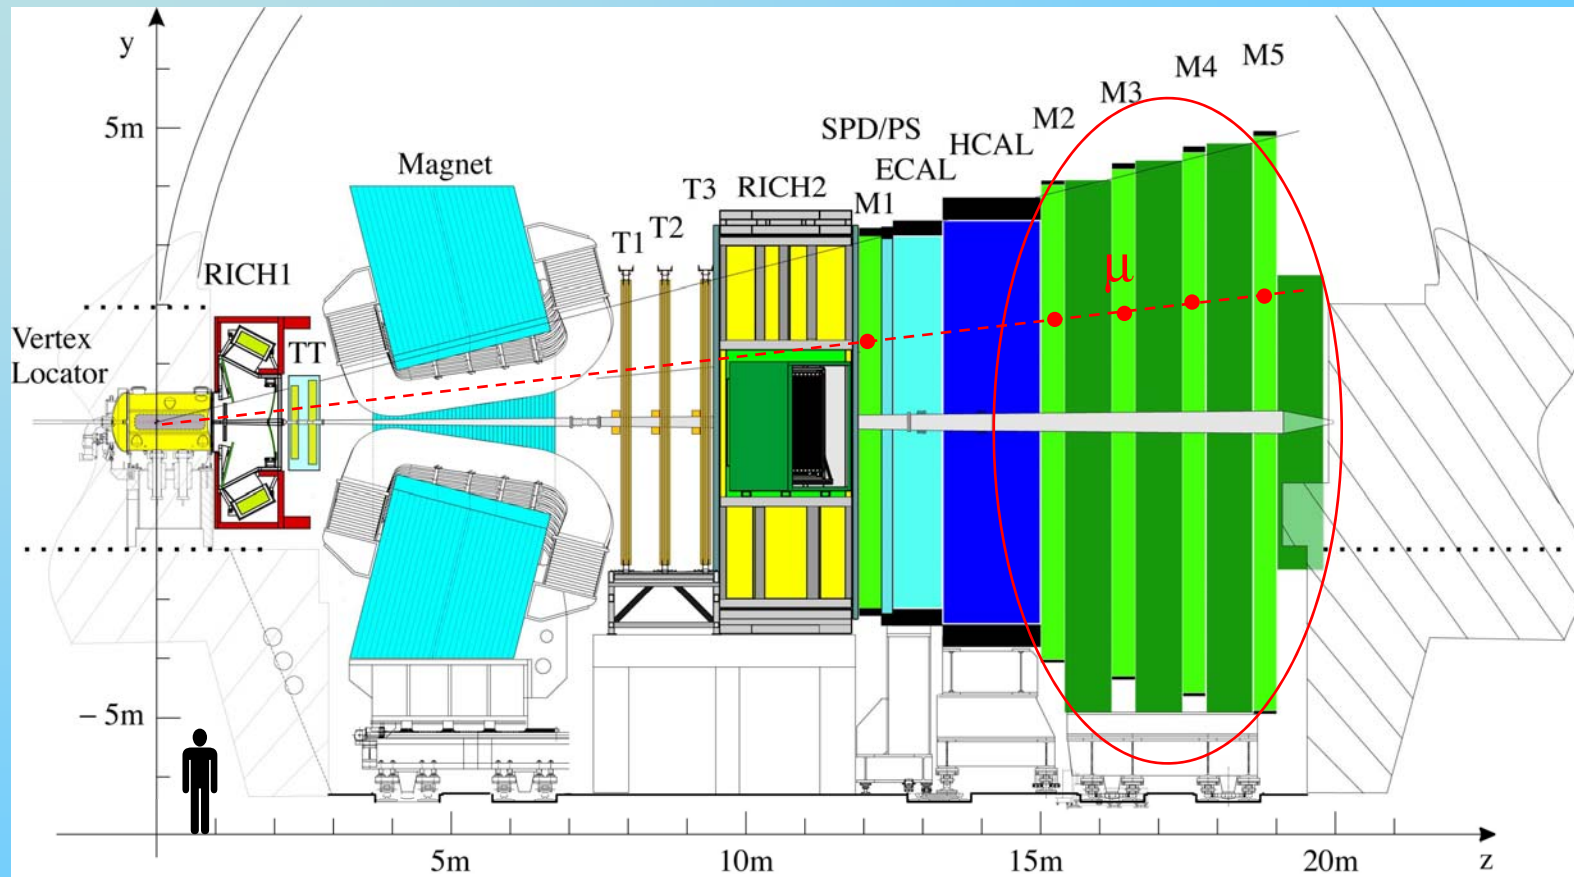 y
5m
M5
M4
M3
M2
SPD/PS
HCAL
ECAL
Magnet
T3
RICH2
M1
T2
T1
RICH1
μ
Vertex
Locator
TT
– 5m
5m
10m
15m
20m
z